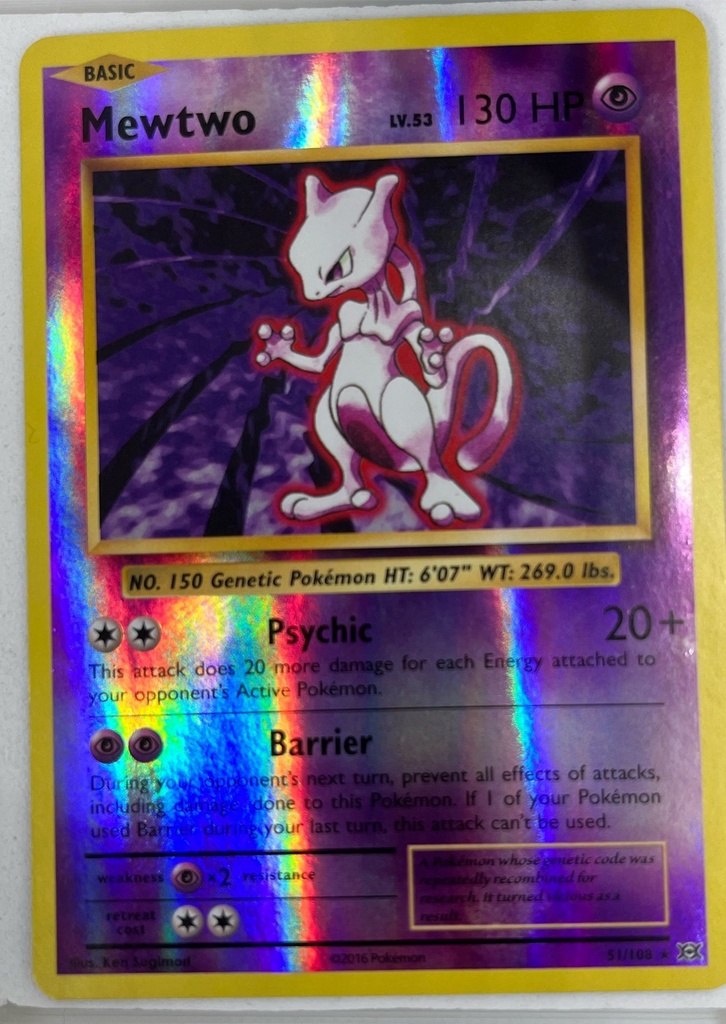 BASIC
Mewtwo LV.53 130 HP
NO. 150 Genetic Pokémon HT: 6'07" WT: 269.0 lbs.
Psychic 20+
This attack does 20 more damage for each Energy attached to
your opponent's Active Pokémon.
Barrier
During your opponent's next turn, prevent all effects of attacks,
including damage, done to this Pokémon. If 1 of your Pokémon
used Barrier during your last turn, this attack can't be used.
weakness ×2 resistance
A Pokémon whose genetic code was
repeatedly recombined for
research. It turned vicious as a
result.
retreat
cost
Illus. Ken Sugimori ©2016 Pokémon 51/108 ★